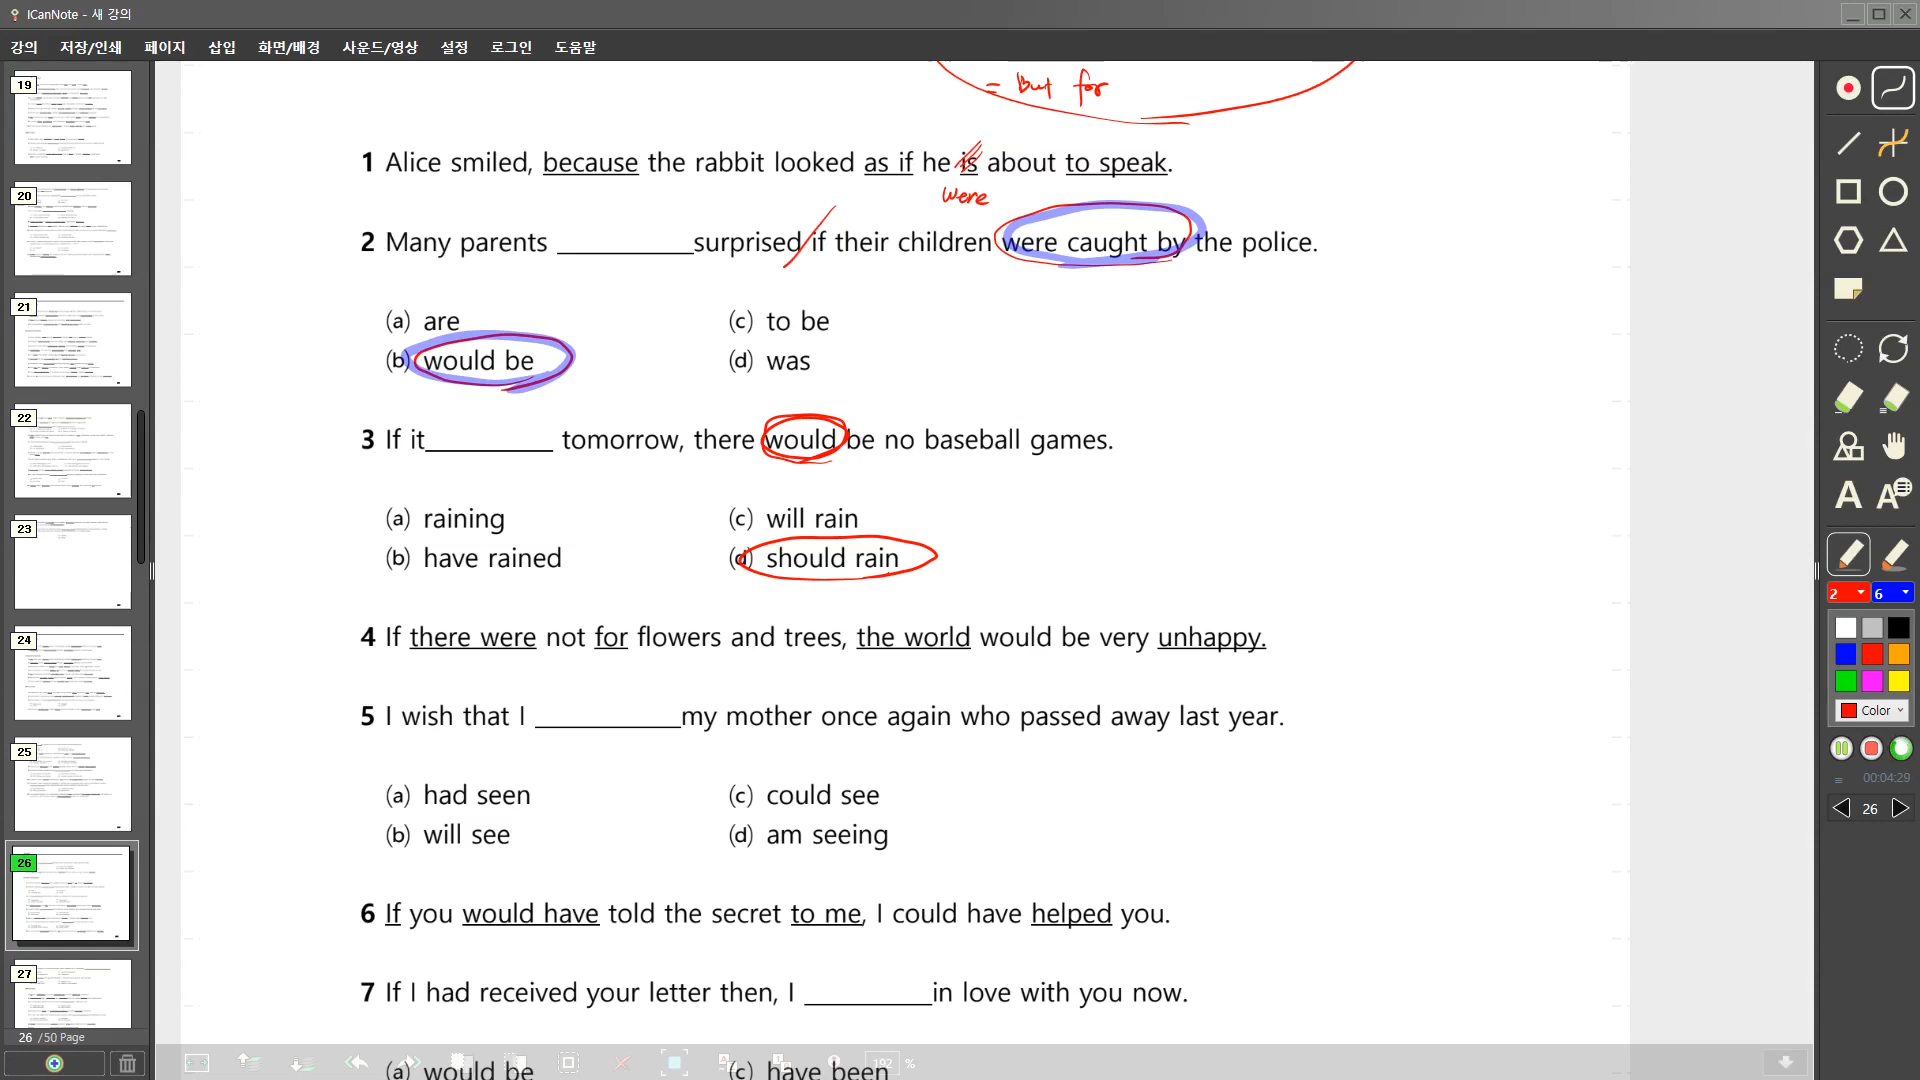 ICanNote - 새 강의
강의 저장/인쇄 페이지 삽입 화면/배경 사운드/영상 설정 로그인 도움말
19
20
21
22
23
24
25
26
27
26 /50 Page
= But for
1 Alice smiled, because the rabbit looked as if he is about to speak.
were
2 Many parents ___________surprised if their children were caught by the police.
(a) are (c) to be
(b) would be (d) was
3 If it__________ tomorrow, there would be no baseball games.
(a) raining (c) will rain
(b) have rained (d) should rain
4 If there were not for flowers and trees, the world would be very unhappy.
5 I wish that I ___________my mother once again who passed away last year.
(a) had seen (c) could see
(b) will see (d) am seeing
6 If you would have told the secret to me, I could have helped you.
7 If I had received your letter then, I __________in love with you now.
(a) would be (c) have been
192 %
A A
2 6
Color
00:04:29
26